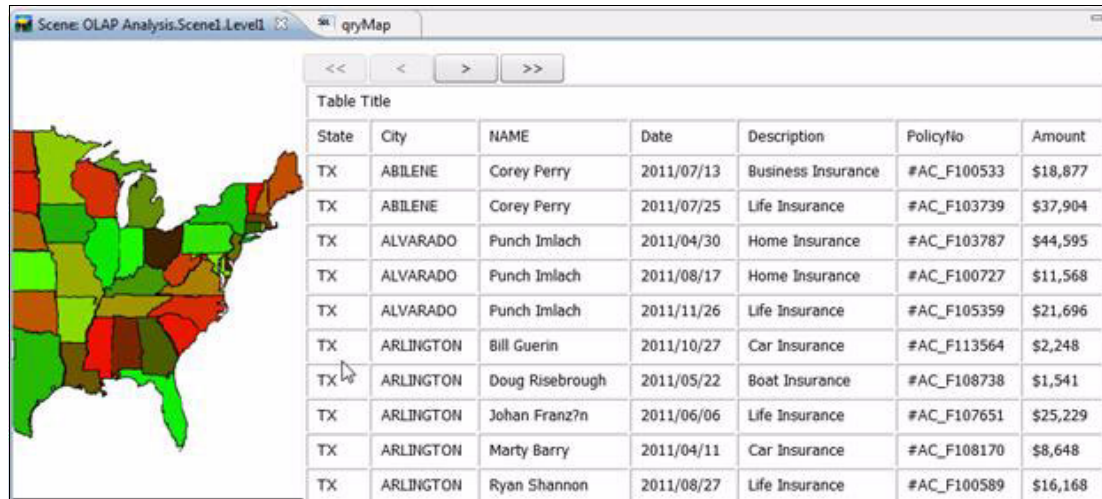 Scene: OLAP Analysis.Scene1.Level1 qryMap
<< < > >>
Table Title
State City NAME Date Description PolicyNo Amount
TX ABILENE Corey Perry 2011/07/13 Business Insurance #AC_F100533 $18,877
TX ABILENE Corey Perry 2011/07/25 Life Insurance #AC_F103739 $37,904
TX ALVARADO Punch Imlach 2011/04/30 Home Insurance #AC_F103787 $44,595
TX ALVARADO Punch Imlach 2011/08/17 Home Insurance #AC_F100727 $11,568
TX ALVARADO Punch Imlach 2011/11/26 Life Insurance #AC_F105359 $21,696
TX ARLINGTON Bill Guerin 2011/10/27 Car Insurance #AC_F113564 $2,248
TX ARLINGTON Doug Risebrough 2011/05/22 Boat Insurance #AC_F108738 $1,541
TX ARLINGTON Johan Franz?n 2011/06/06 Life Insurance #AC_F107651 $25,229
TX ARLINGTON Marty Barry 2011/04/11 Car Insurance #AC_F108170 $8,648
TX ARLINGTON Ryan Shannon 2011/08/27 Life Insurance #AC_F100589 $16,168